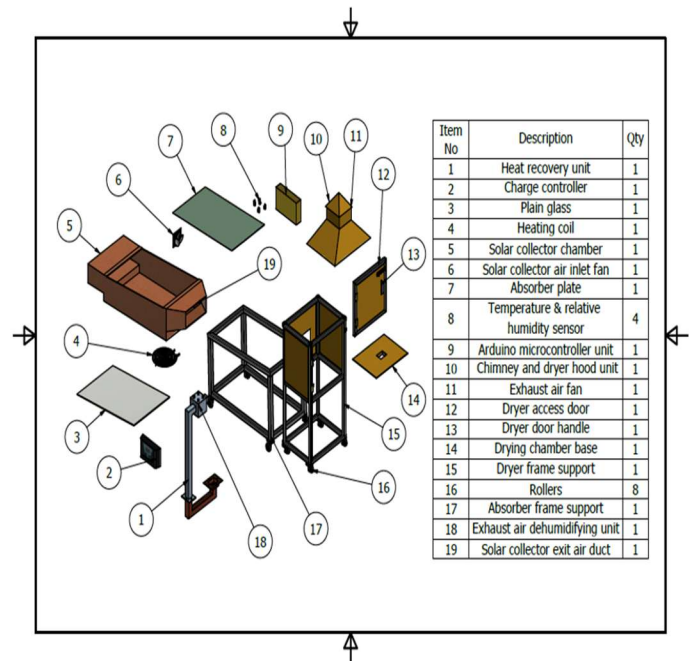 7
8
9
10
11
6
12
5
13
19
4
3
14
15
2
16
1
18
17
Item No Description Qty
1 Heat recovery unit 1
2 Charge controller 1
3 Plain glass 1
4 Heating coil 1
5 Solar collector chamber 1
6 Solar collector air inlet fan 1
7 Absorber plate 1
8 Temperature & relative humidity sensor 4
9 Arduino microcontroller unit 1
10 Chimney and dryer hood unit 1
11 Exhaust air fan 1
12 Dryer access door 1
13 Dryer door handle 1
14 Drying chamber base 1
15 Dryer frame support 1
16 Rollers 8
17 Absorber frame support 1
18 Exhaust air dehumidifying unit 1
19 Solar collector exit air duct 1